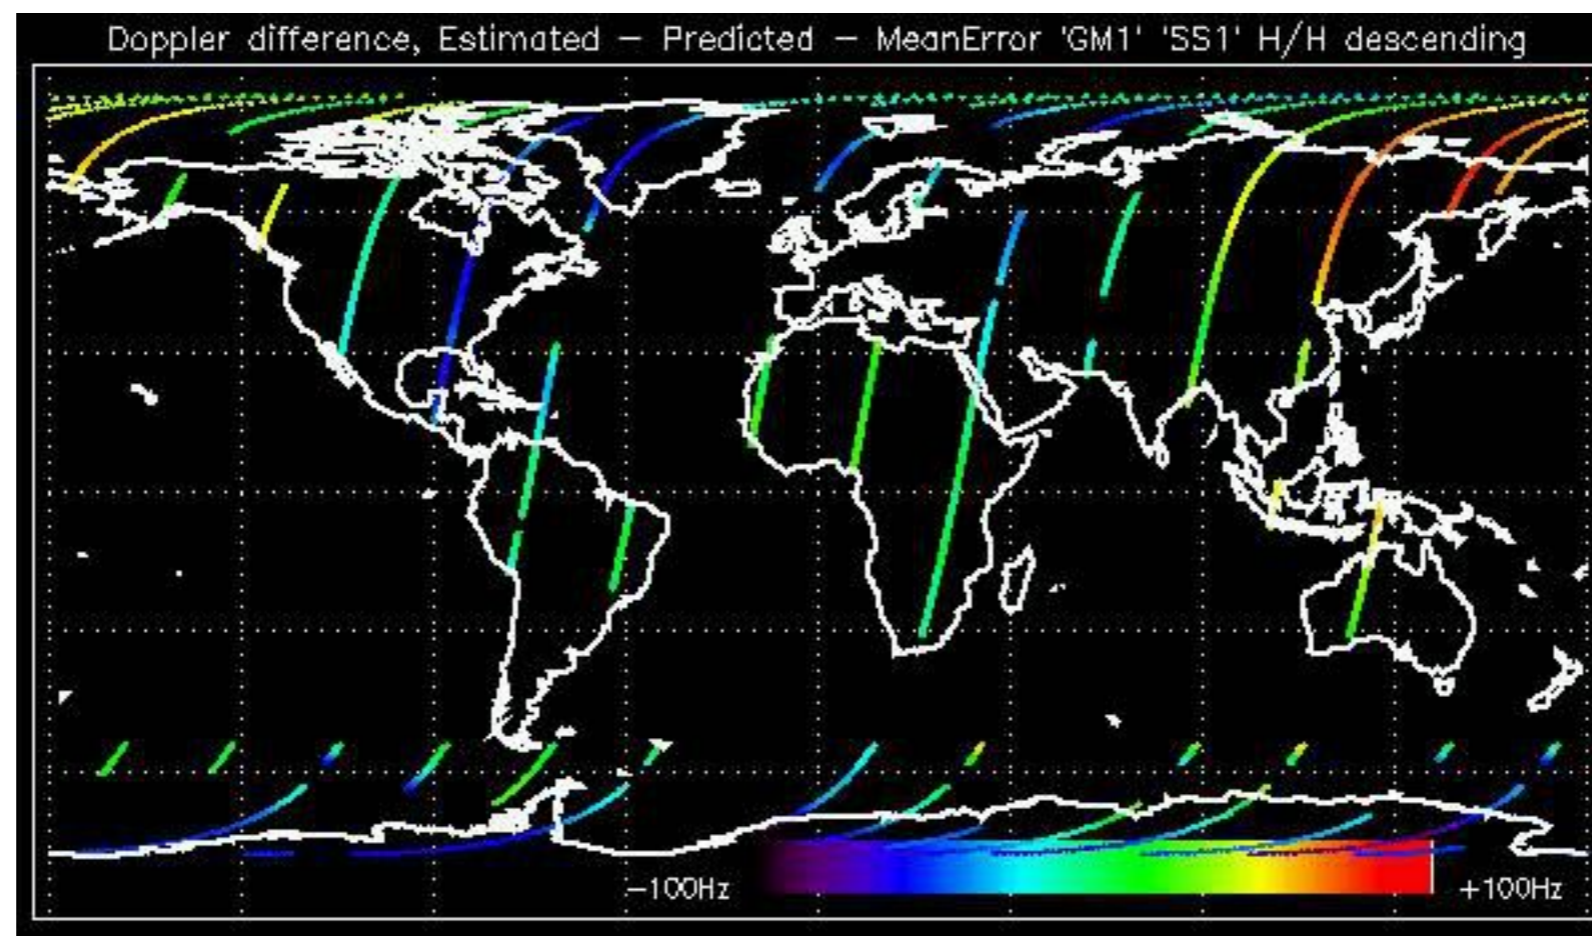 Doppler difference, Estimated — Predicted — MeanError 'GM1' 'SS1' H/H descending
−100Hz
+100Hz